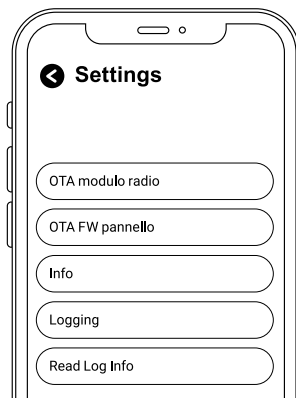 Settings
OTA modulo radio
OTA FW pannello
Info
Logging
Read Log Info